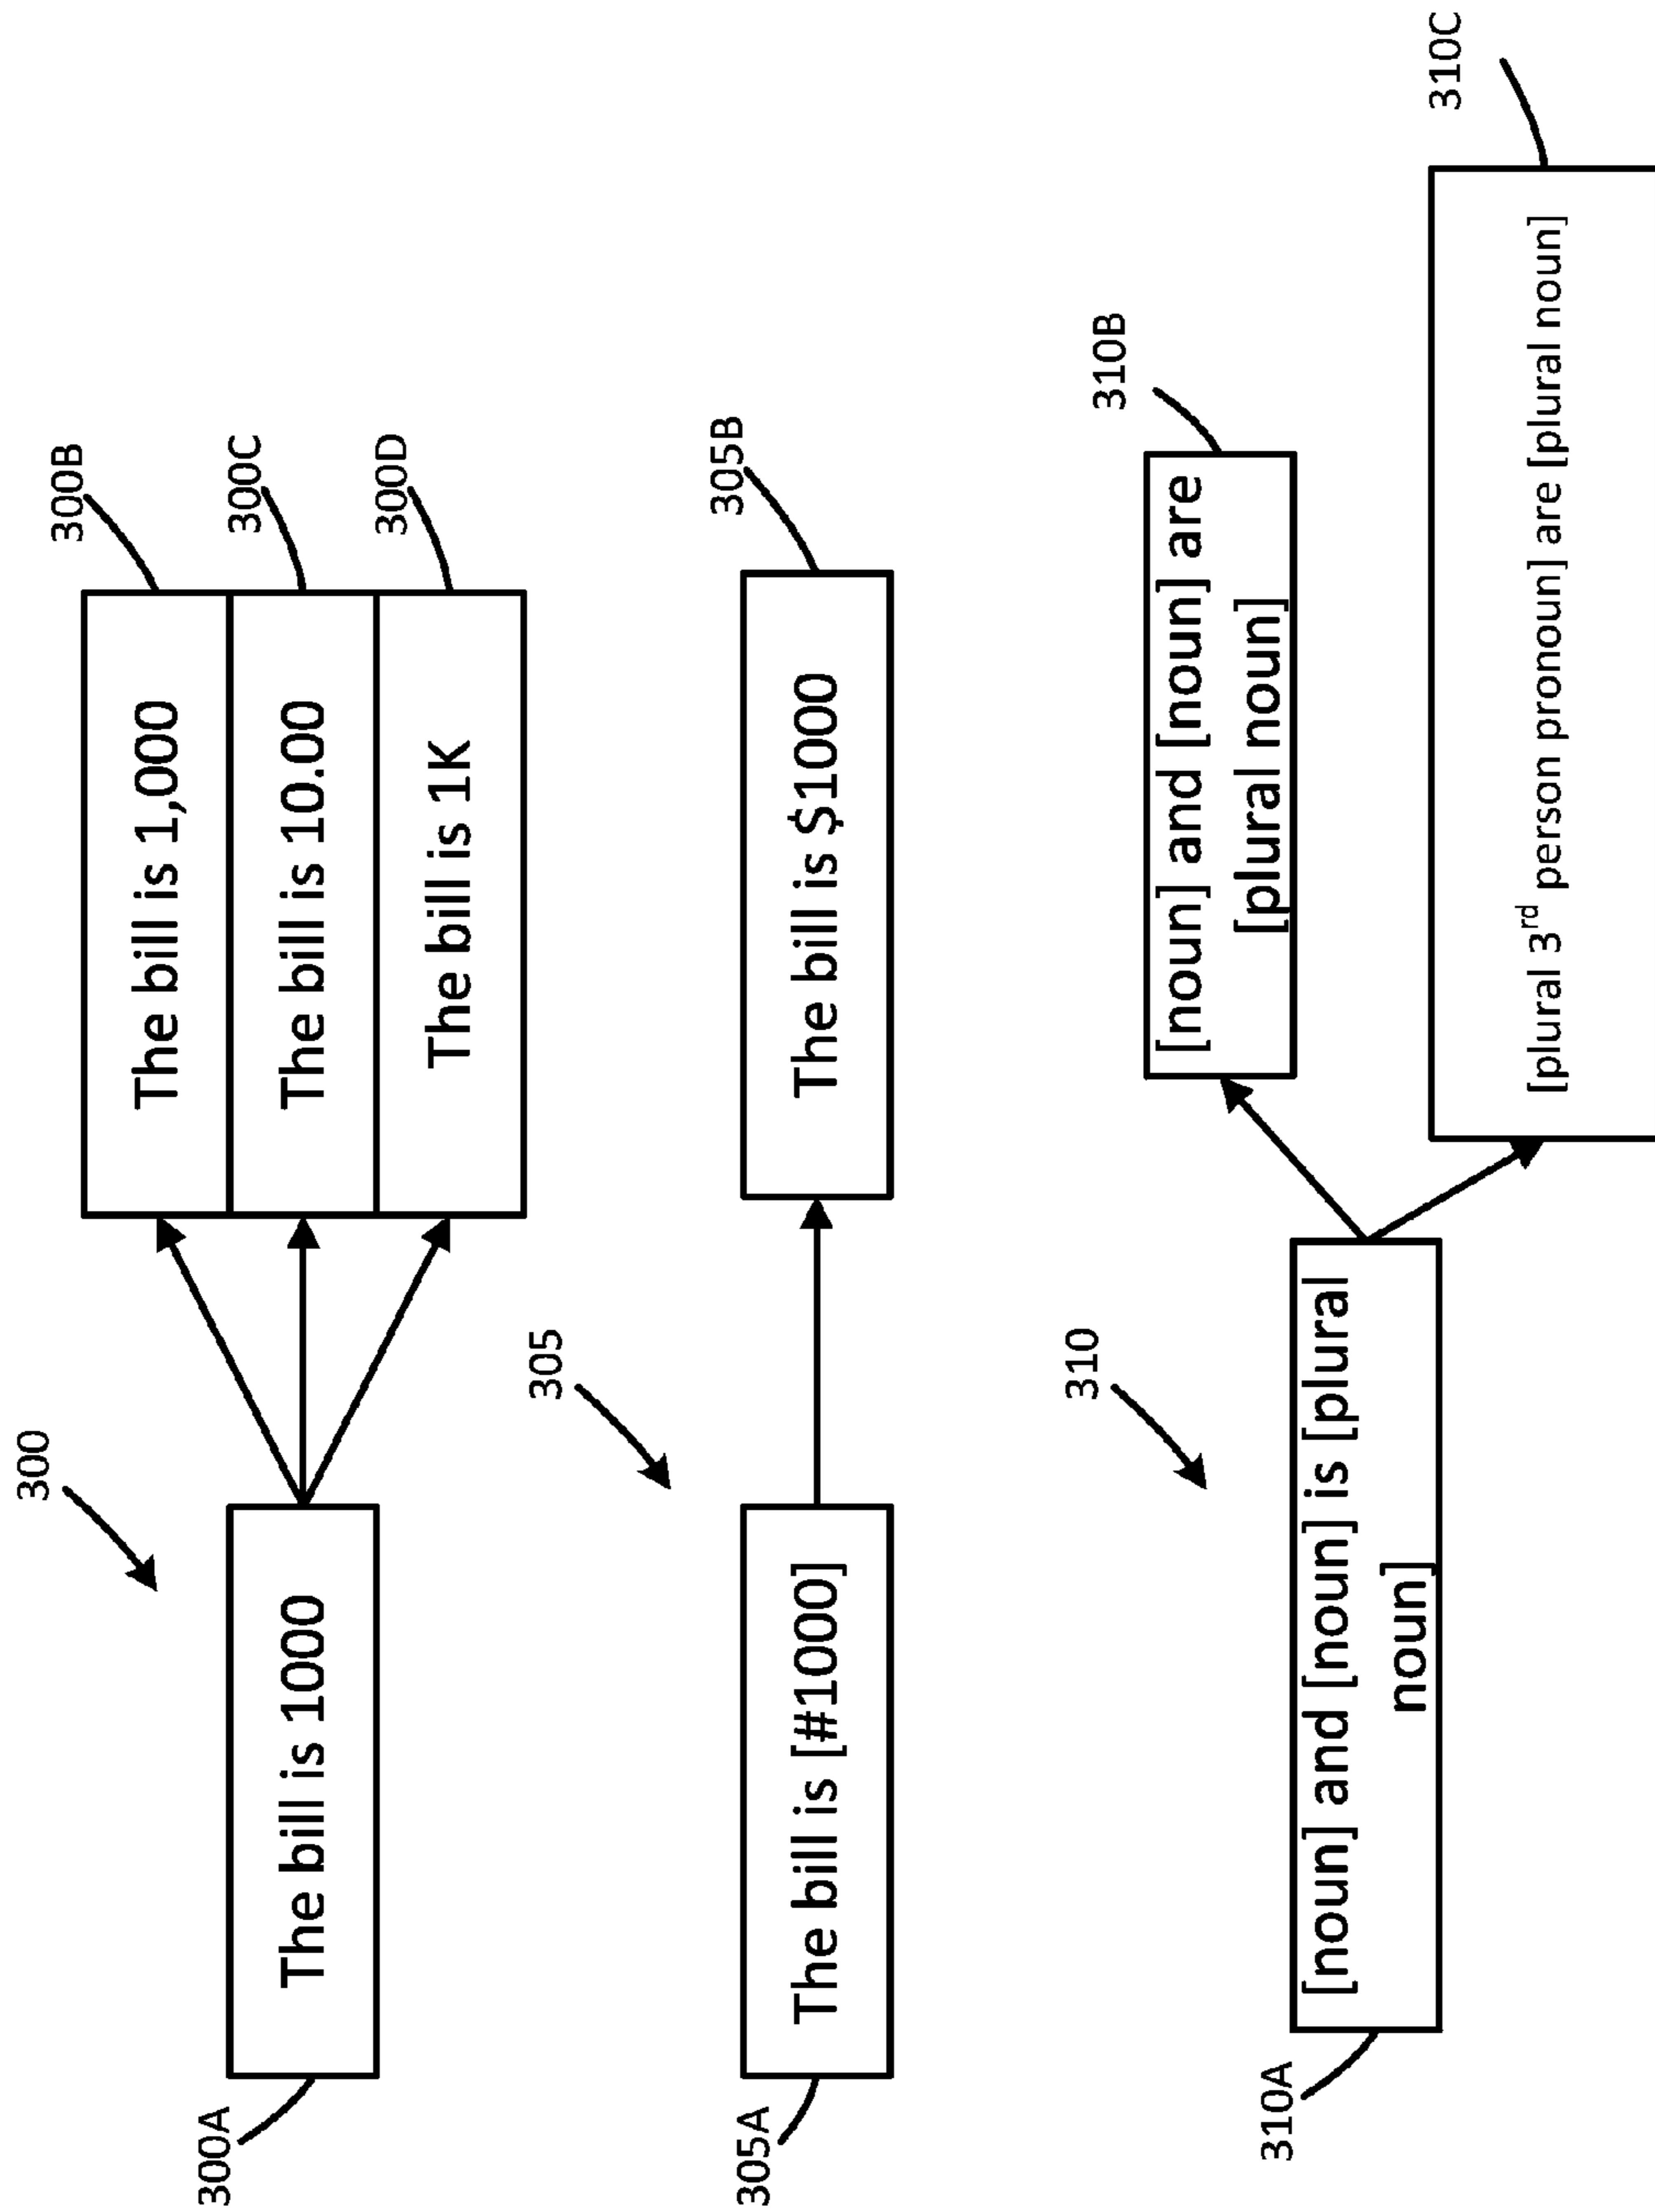 300
300A
The bill is 1000
The bill is 1,000
300B
The bill is 10.00
300C
The bill is 1K
300D
305
305A
The bill is [#1000]
The bill is $1000
305B
310
310A
[noun] and [noun] is [plural
noun]
[noun] and [noun] are
[plural noun]
310B
[plural 3rd person pronoun] are [plural noun]
310C